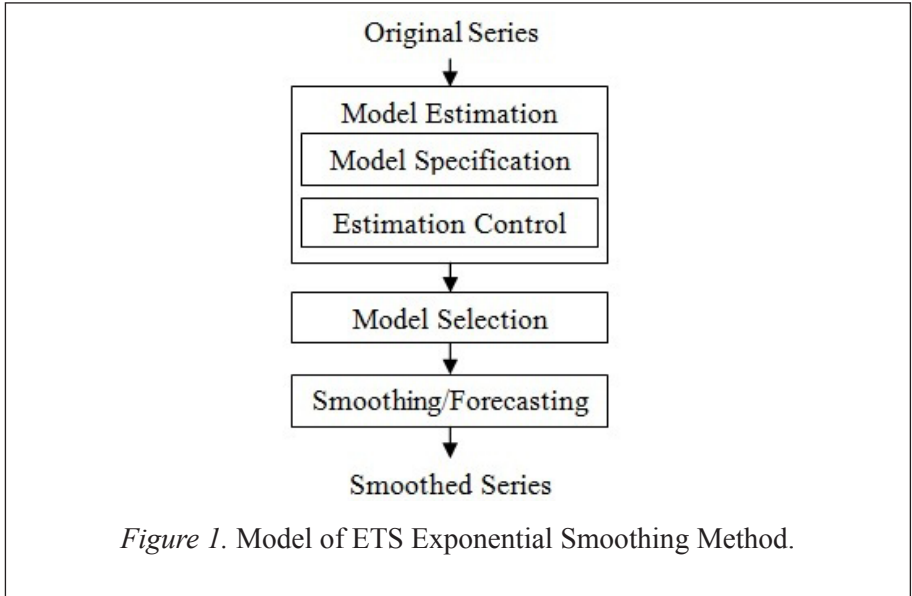 Original Series
Model Estimation
Model Specification
Estimation Control
Model Selection
Smoothing/Forecasting
Smoothed Series
Figure 1. Model of ETS Exponential Smoothing Method.